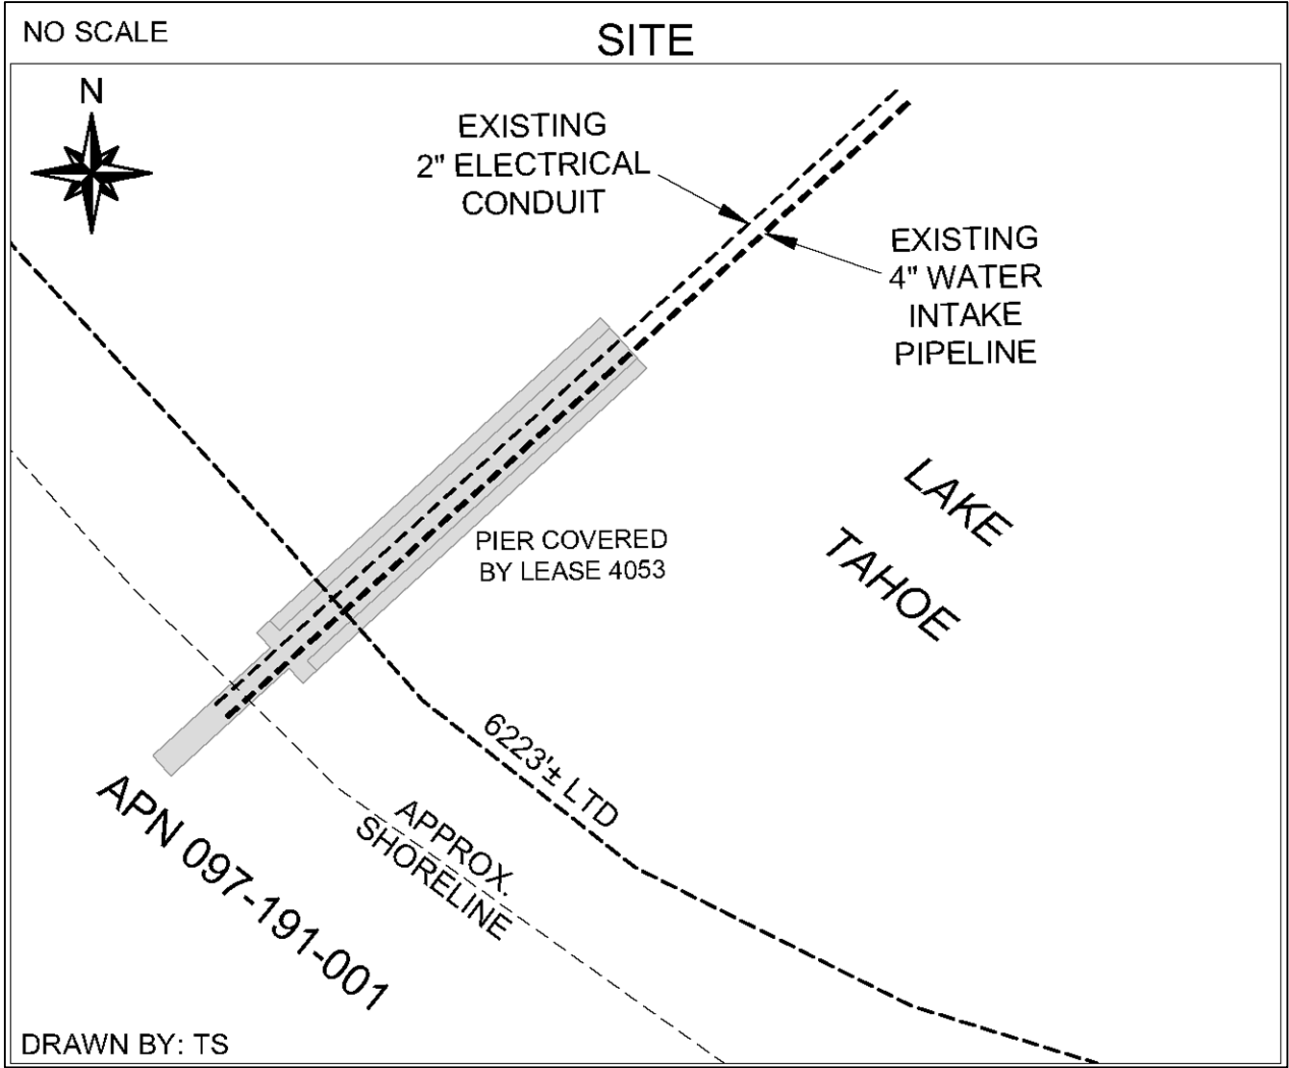 NO SCALE
SITE
N
EXISTING
2" ELECTRICAL
CONDUIT
EXISTING
4" WATER
INTAKE
PIPELINE
LAKE
TAHOE
PIER COVERED
BY LEASE 4053
6223'± LTD
APPROX.
SHORELINE
APN 097-191-001
DRAWN BY: TS